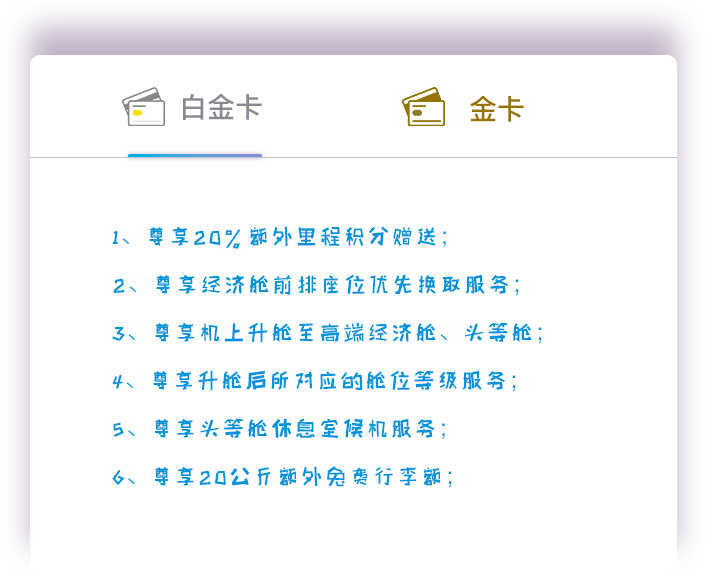 白金卡
金卡
1、尊享20%额外里程积分赠送；
2、尊享经济舱前排座位优先换取服务；
3、尊享机上升舱至高端经济舱、头等舱；
4、尊享升舱后所对应的舱位等级服务；
5、尊享头等舱休息室候机服务；
6、尊享20公斤额外免费行李额；